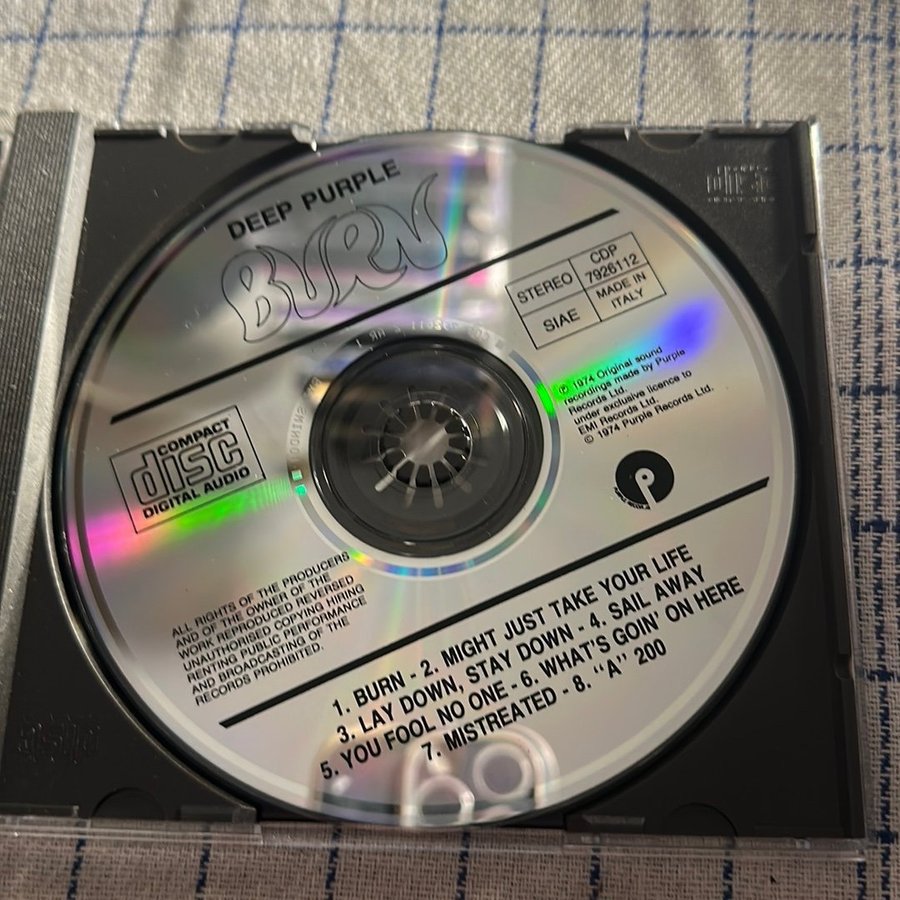 DEEP PURPLE
BURN
STEREO
CDP
7926112
SIAE
MADE IN
ITALY
℗ 1974 Original sound
recordings made by Purple
Records Ltd.
under exclusive licence to
EMI Records Ltd.
© 1974 Purple Records Ltd.
COMPACT
disc
DIGITAL AUDIO
ALL RIGHTS OF THE PRODUCERS
AND OF THE OWNER OF THE
WORK REPRODUCED REVERSED
UNAUTHORISED COPYING HIRING
RENTING PUBLIC PERFORMANCE
AND BROADCASTING OF THE
RECORDS PROHIBITED.
1. BURN - 2. MIGHT JUST TAKE YOUR LIFE
3. LAY DOWN, STAY DOWN - 4. SAIL AWAY
5. YOU FOOL NO ONE - 6. WHAT'S GOIN' ON HERE
7. MISTREATED - 8. "A" 200